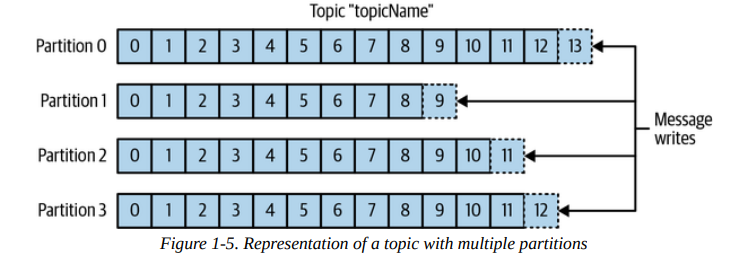 Topic "topicName"
Partition 0 0 1 2 3 4 5 6 7 8 9 10 11 12 13
Partition 1 0 1 2 3 4 5 6 7 8 9
Partition 2 0 1 2 3 4 5 6 7 8 9 10 11
Partition 3 0 1 2 3 4 5 6 7 8 9 10 11 12
Message
writes
Figure 1-5. Representation of a topic with multiple partitions